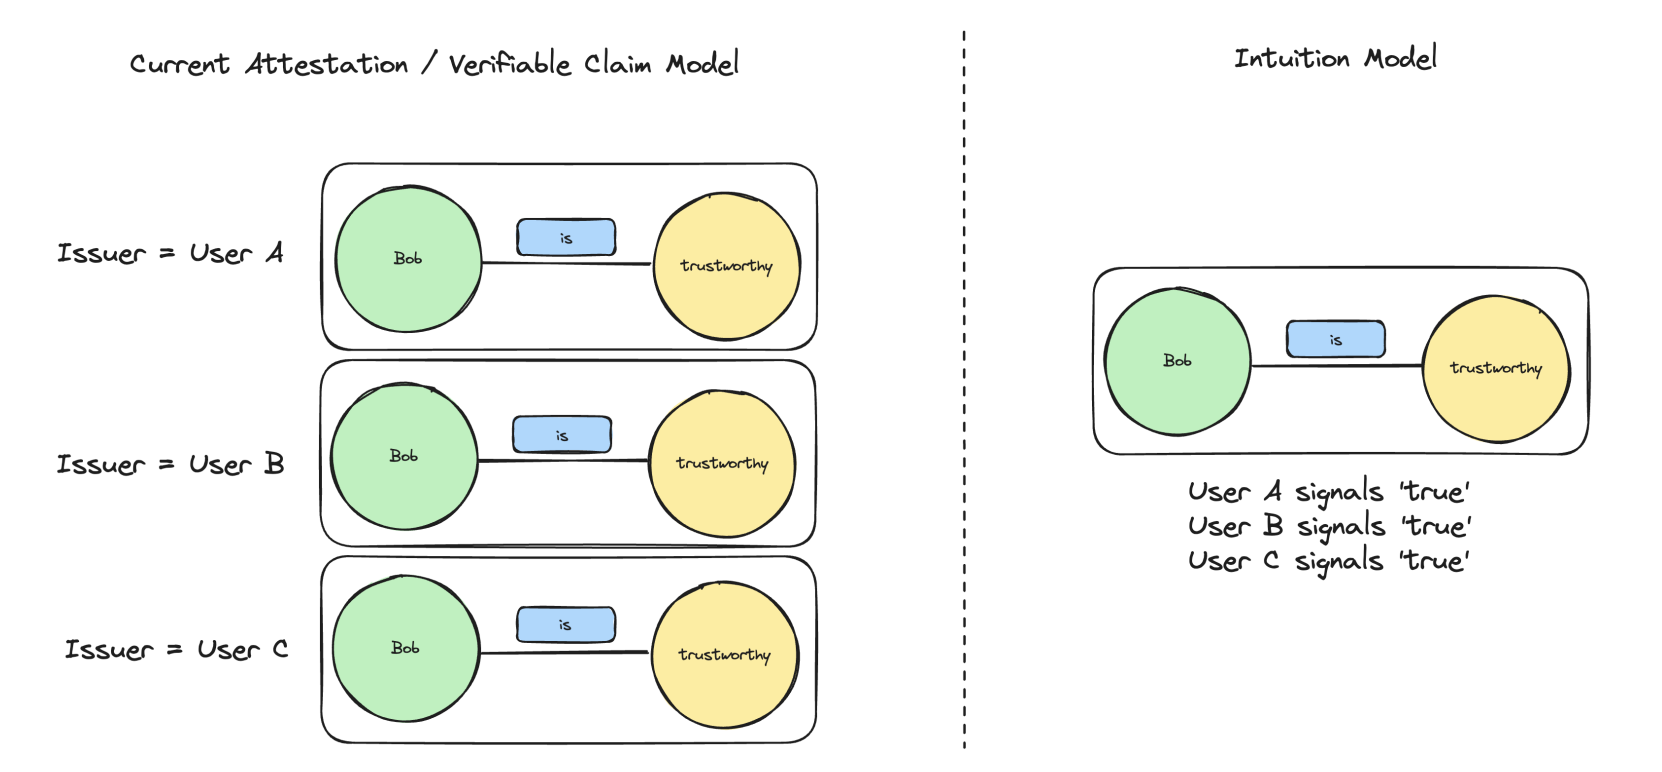 Current Attestation / Verifiable Claim Model
Issuer = User A
Bob
is
trustworthy
Issuer = User B
Bob
is
trustworthy
Issuer = User C
Bob
is
trustworthy
Intuition Model
Bob
is
trustworthy
User A signals 'true'
User B signals 'true'
User C signals 'true'